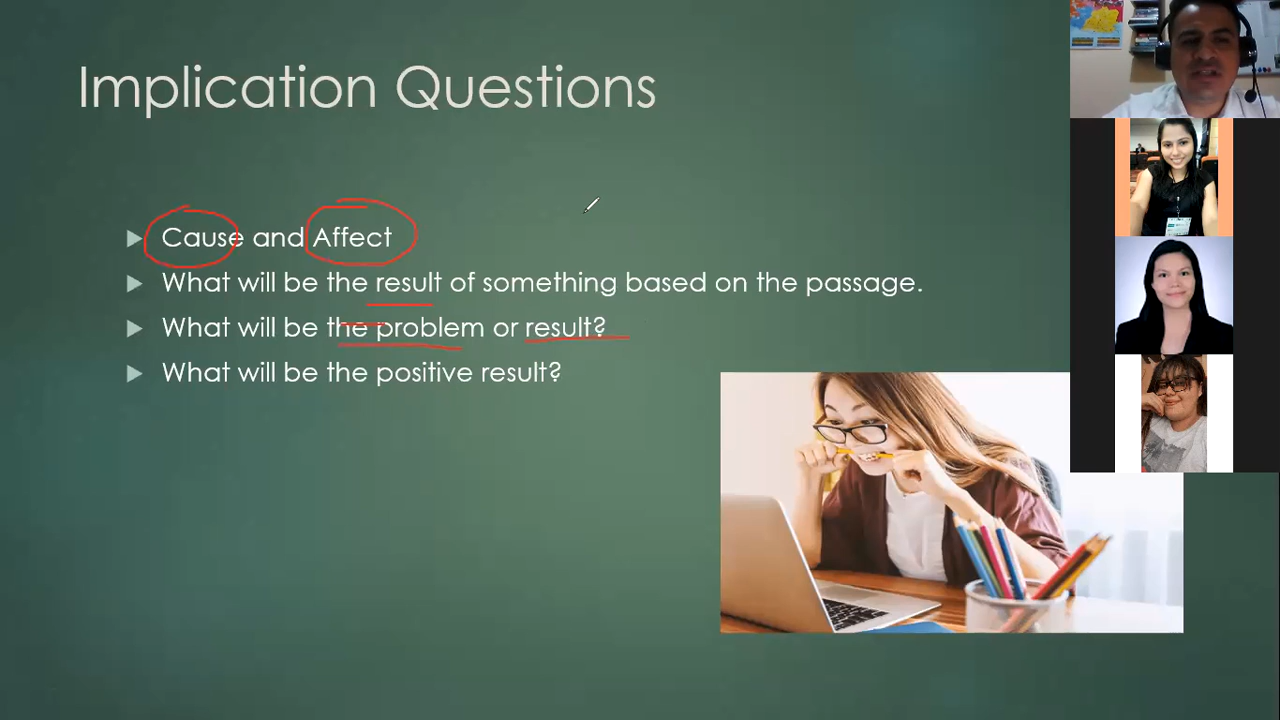 Implication Questions
Cause and Affect
What will be the result of something based on the passage.
What will be the problem or result?
What will be the positive result?